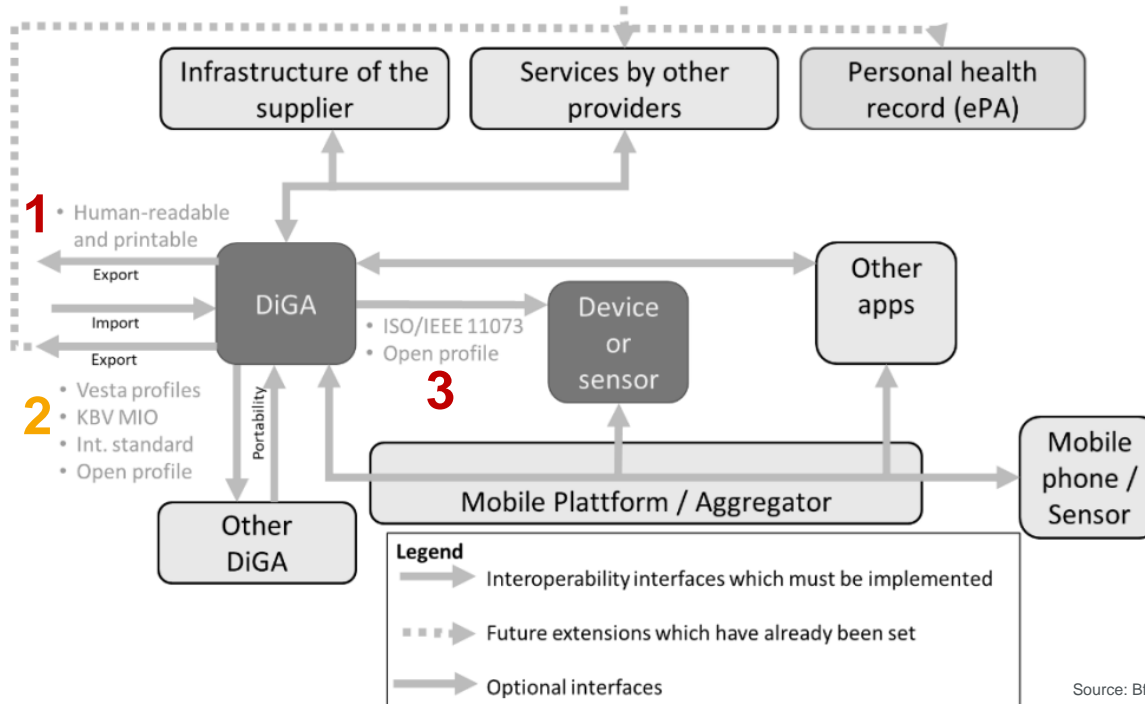 Infrastructure of the
supplier
Services by other
providers
Personal health
record (ePA)
1
• Human-readable
and printable
Export
Import
Export
DiGA
• ISO/IEEE 11073
• Open profile
3
Device
or
sensor
Other
apps
2
• Vesta profiles
• KBV MIO
• Int. standard
• Open profile
Portability
Other
DiGA
Mobile Plattform / Aggregator
Mobile
phone /
Sensor
Legend
Interoperability interfaces which must be implemented
Future extensions which have already been set
Optional interfaces
Source: